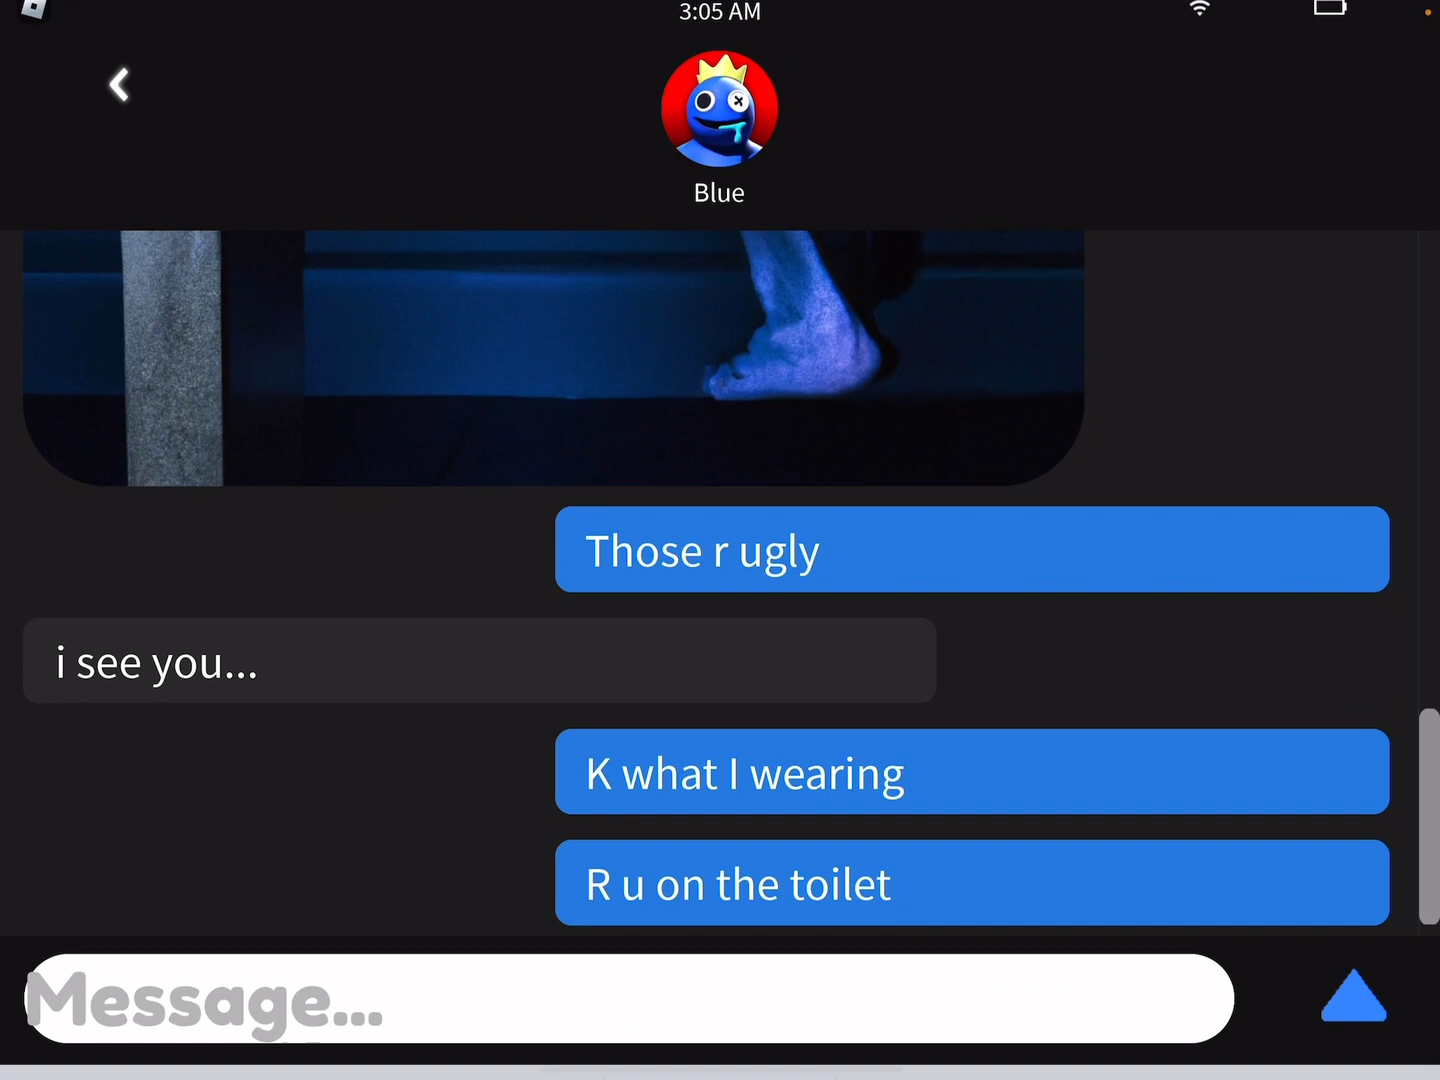 3:05 AM
Blue
Those r ugly
i see you...
K what I wearing
R u on the toilet
Message...